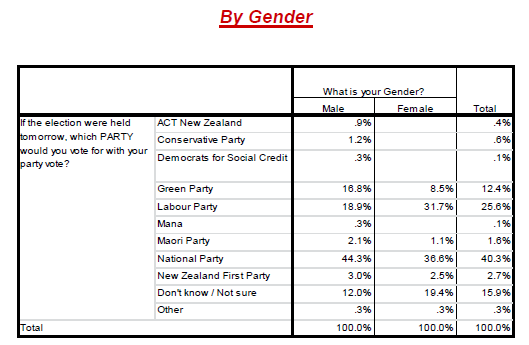 By Gender
What is your Gender?
Male Female Total
If the election were held tomorrow, which PARTY would you vote for with your party vote?
ACT New Zealand .9% .4%
Conservative Party 1.2% .6%
Democrats for Social Credit .3% .1%
Green Party 16.8% 8.5% 12.4%
Labour Party 18.9% 31.7% 25.6%
Mana .3% .1%
Maori Party 2.1% 1.1% 1.6%
National Party 44.3% 36.6% 40.3%
New Zealand First Party 3.0% 2.5% 2.7%
Don't know / Not sure 12.0% 19.4% 15.9%
Other .3% .3% .3%
Total 100.0% 100.0% 100.0%